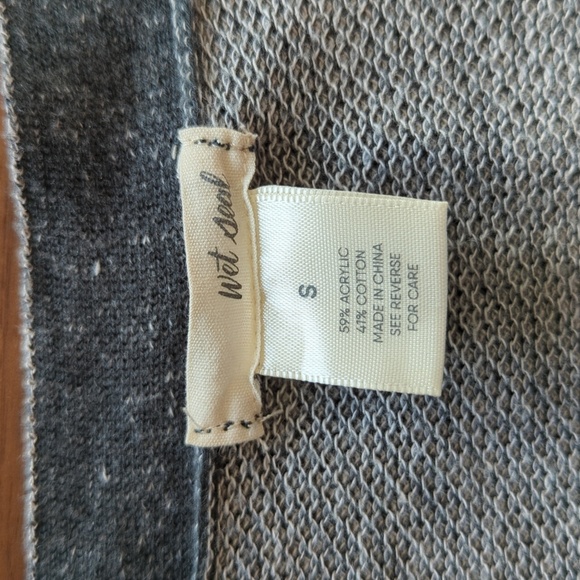 wet seal
S
59% ACRYLIC
41% COTTON
MADE IN CHINA
SEE REVERSE
FOR CARE